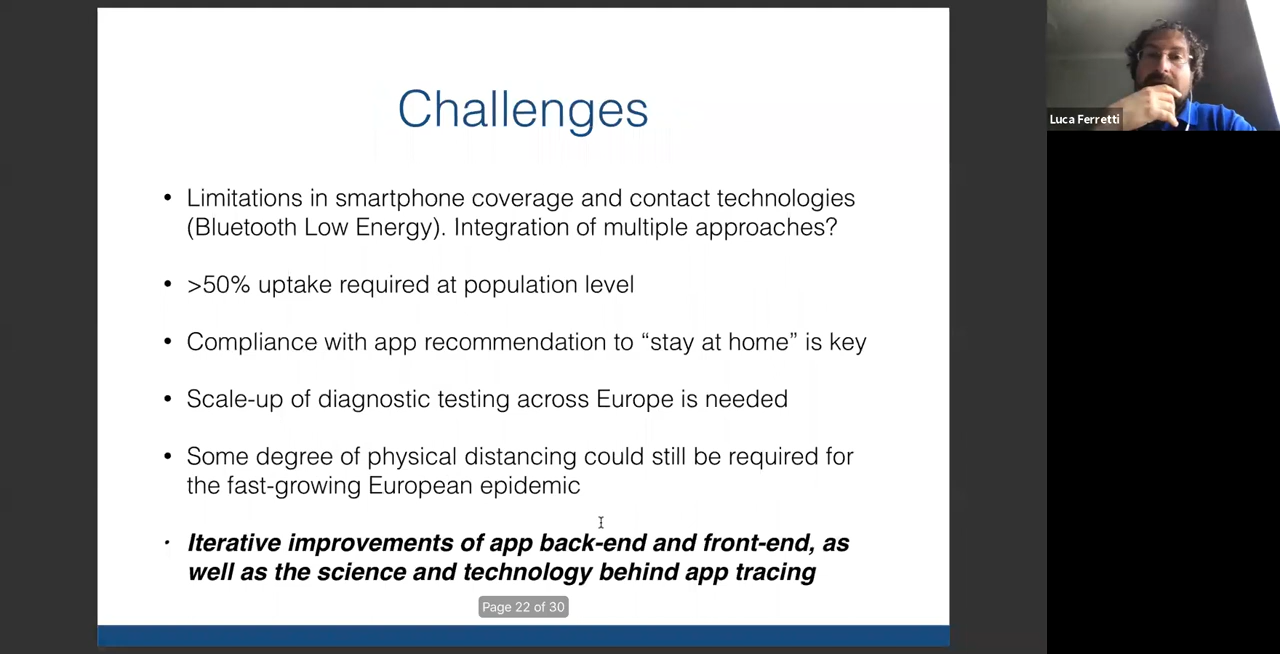 Challenges
• Limitations in smartphone coverage and contact technologies
(Bluetooth Low Energy). Integration of multiple approaches?
• >50% uptake required at population level
• Compliance with app recommendation to “stay at home” is key
• Scale-up of diagnostic testing across Europe is needed
• Some degree of physical distancing could still be required for
the fast-growing European epidemic
• Iterative improvements of app back-end and front-end, as
well as the science and technology behind app tracing
Page 22 of 30
Luca Ferretti